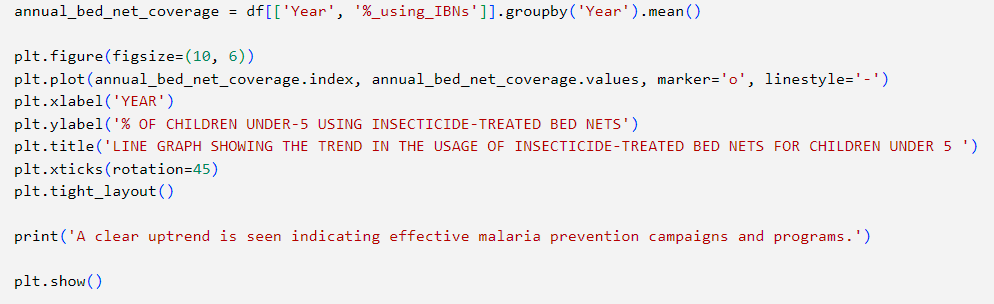 annual_bed_net_coverage = df[['Year', '%_using_IBNs']].groupby('Year').mean()
plt.figure(figsize=(10, 6))
plt.plot(annual_bed_net_coverage.index, annual_bed_net_coverage.values, marker='o', linestyle='-')
plt.xlabel('YEAR')
plt.ylabel('% OF CHILDREN UNDER-5 USING INSECTICIDE-TREATED BED NETS')
plt.title('LINE GRAPH SHOWING THE TREND IN THE USAGE OF INSECTICIDE-TREATED BED NETS FOR CHILDREN UNDER 5 ')
plt.xticks(rotation=45)
plt.tight_layout()
print('A clear uptrend is seen indicating effective malaria prevention campaigns and programs.')
plt.show()